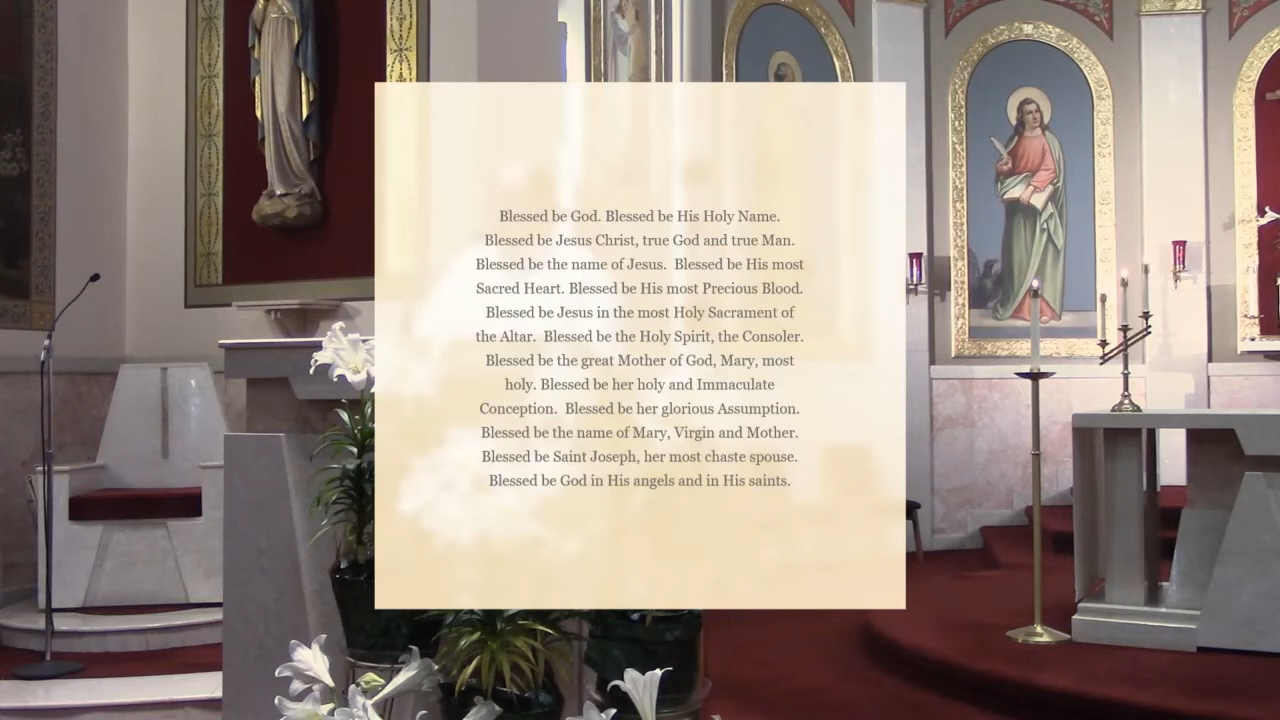 Blessed be God. Blessed be His Holy Name.
Blessed be Jesus Christ, true God and true Man.
Blessed be the name of Jesus.  Blessed be His most
Sacred Heart. Blessed be His most Precious Blood.
Blessed be Jesus in the most Holy Sacrament of
the Altar.  Blessed be the Holy Spirit, the Consoler.
Blessed be the great Mother of God, Mary, most
holy. Blessed be her holy and Immaculate
Conception.  Blessed be her glorious Assumption.
Blessed be the name of Mary, Virgin and Mother.
Blessed be Saint Joseph, her most chaste spouse.
Blessed be God in His angels and in His saints.